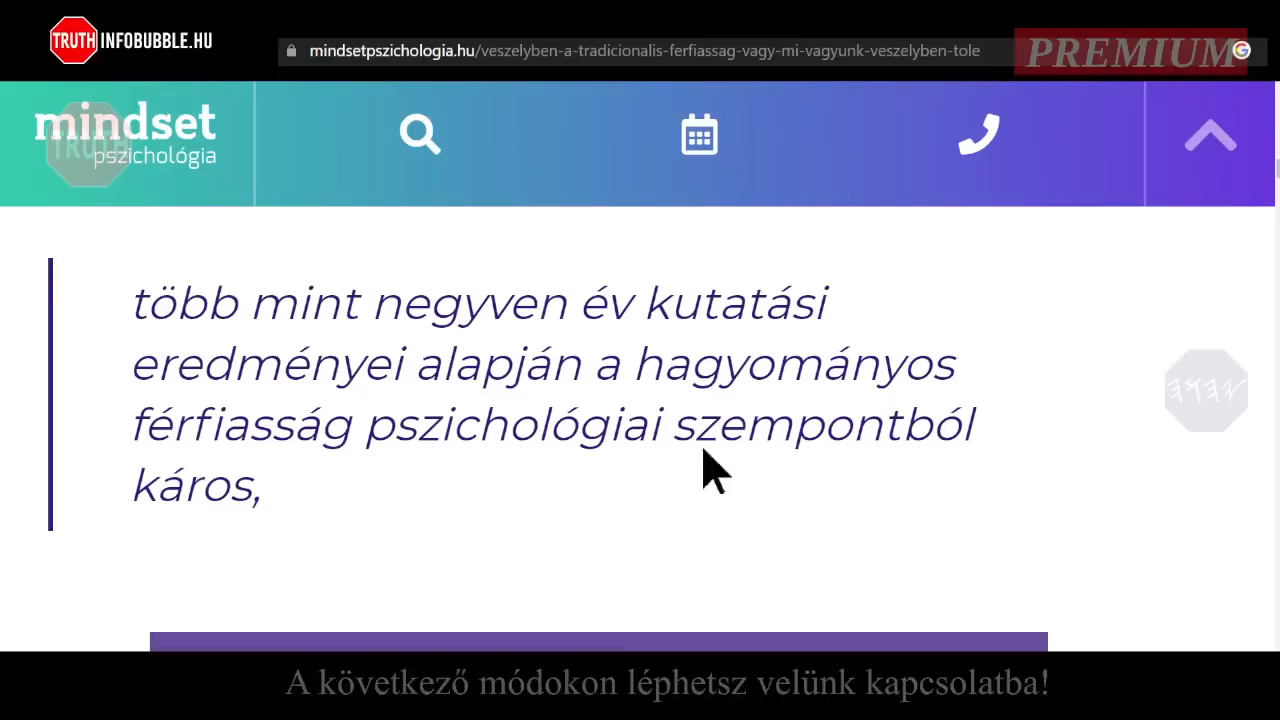 TRUTH INFOBUBBLE.HU
mindsetpszichologia.hu/veszelyben-a-tradicionalis-ferfiassag-vagy-mi-vagyunk-veszelyben-tole
PREMIUM
G
mindset
pszichológia
TRUTH
több mint negyven év kutatási
eredményei alapján a hagyományos
férfiasság pszichológiai szempontból
káros,
A következő módokon léphetsz velünk kapcsolatba!